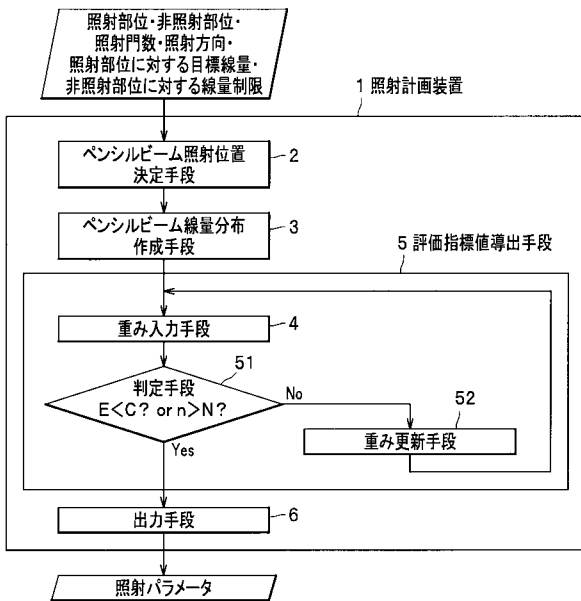 照射部位・非照射部位・
照射門数・照射方向・
照射部位に対する目標線量・
非照射部位に対する線量制限
1 照射計画装置
ペンシルビーム照射位置
決定手段
2
ペンシルビーム線量分布
作成手段
3
5 評価指標値導出手段
重み入力手段
4
51
判定手段
E<C? or n>N?
No
52
重み更新手段
Yes
出力手段
6
照射パラメータ